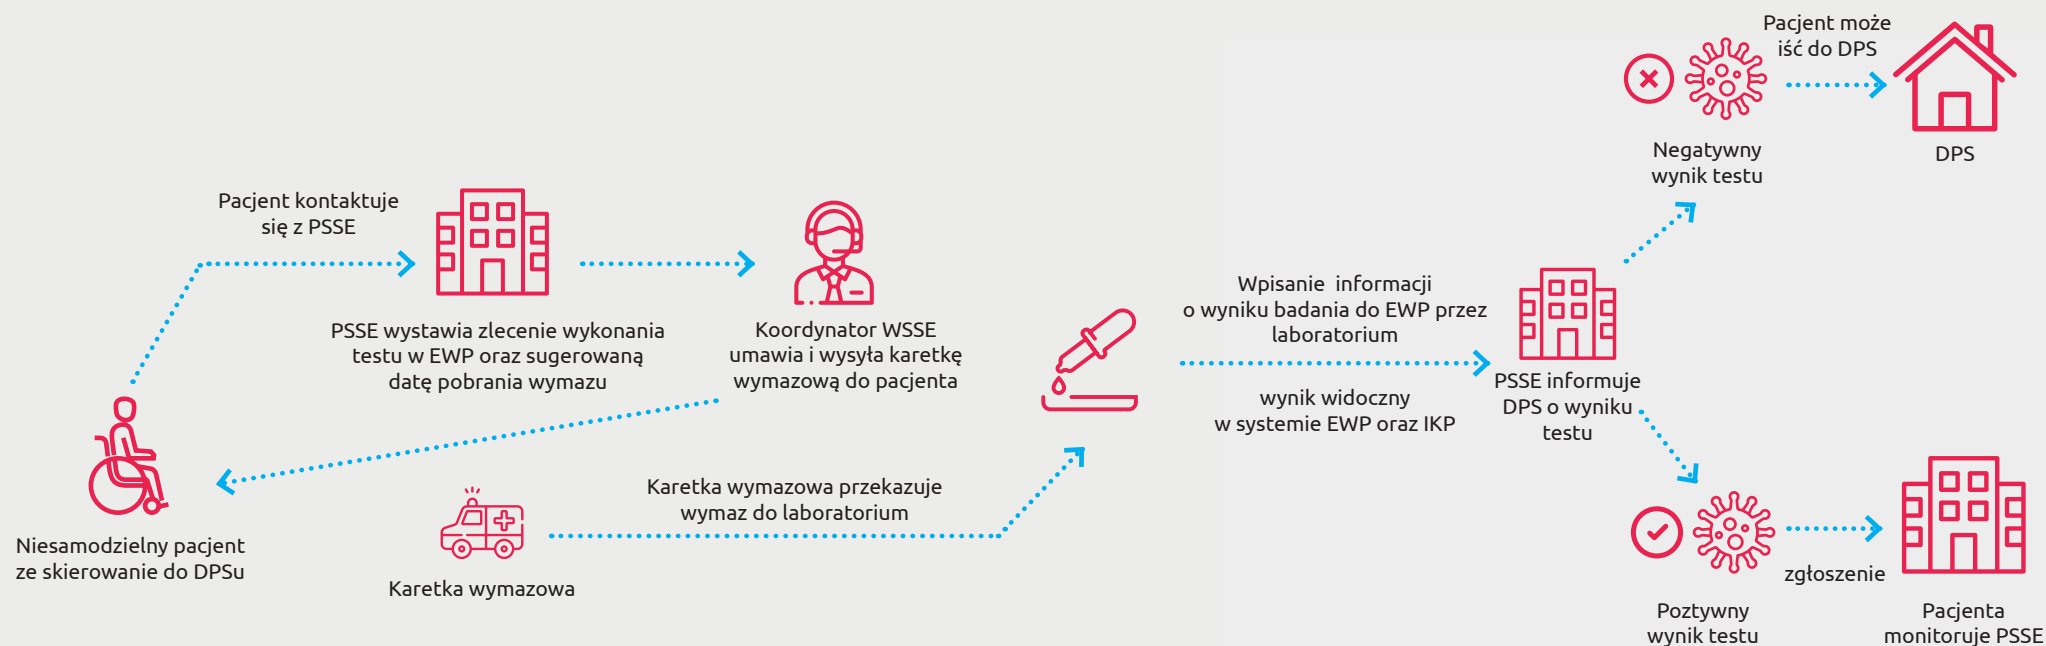 Pacjent kontaktuje
się z PSSE
PSSE wystawia zlecenie wykonania
testu w EWP oraz sugerowaną
datę pobrania wymazu
Koordynator WSSE
umawia i wysyła karetkę
wymazową do pacjenta
Niesamodzielny pacjent
ze skierowanie do DPSu
Karetka wymazowa
Karetka wymazowa przekazuje
wymaz do laboratorium
Wpisanie informacji
o wyniku badania do EWP przez
laboratorium
wynik widoczny
w systemie EWP oraz IKP
PSSE informuje
DPS o wyniku
testu
Negatywny
wynik testu
Pacjent może
iść do DPS
DPS
Poztywny
wynik testu
zgłoszenie
Pacjenta
monitoruje PSSE